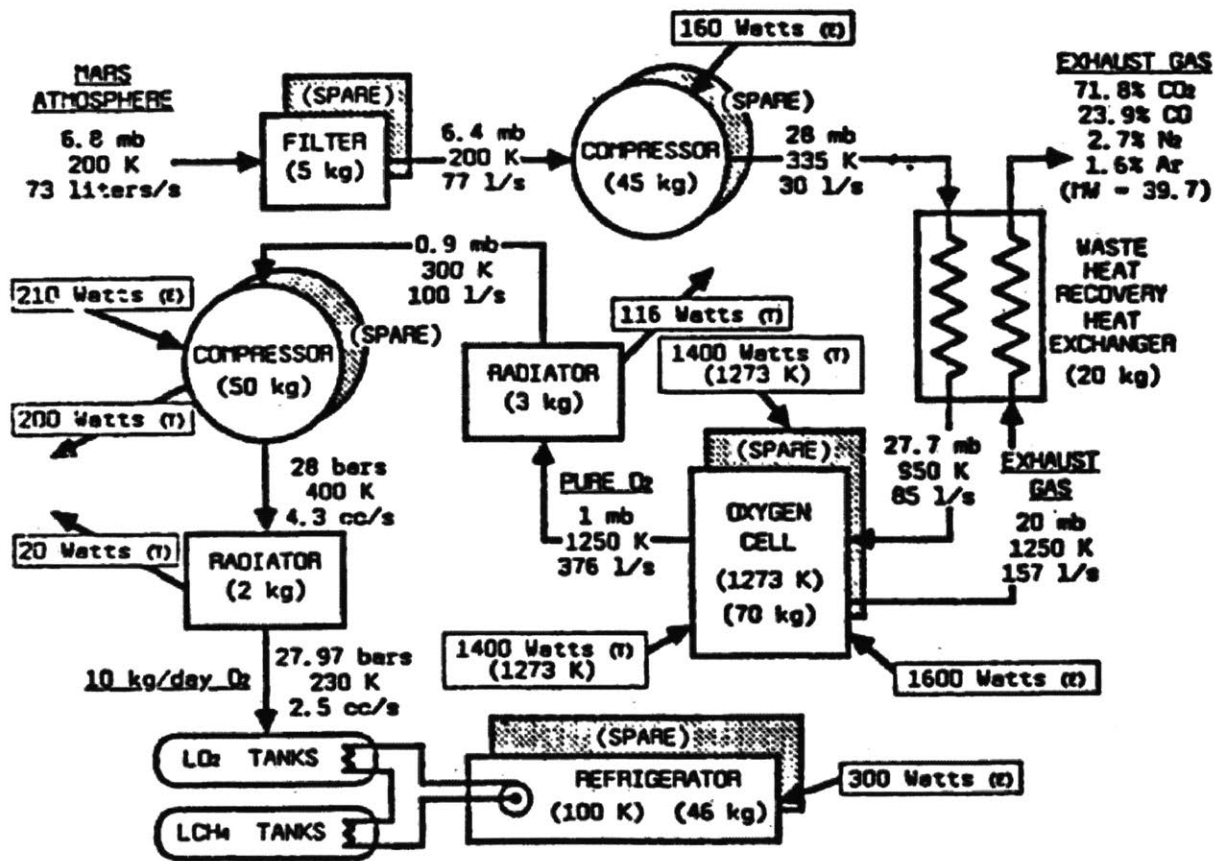 160 Watts (E)
MARS
ATMOSPHERE
6.8 mb
200 K
73 liters/s
(SPARE)
FILTER
(5 kg)
6.4 mb
200 K
77 l/s
(SPARE)
COMPRESSOR
(45 kg)
28 mb
335 K
30 l/s
EXHAUST GAS
71.8% CO₂
23.9% CO
2.7% N₂
1.6% Ar
(MW = 39.7)
WASTE
HEAT
RECOVERY
HEAT
EXCHANGER
(20 kg)
0.9 mb
300 K
100 l/s
210 Watts (E)
(SPARE)
COMPRESSOR
(50 kg)
200 Watts (T)
116 Watts (T)
RADIATOR
(3 kg)
1400 Watts (T)
(1273 K)
28 bars
400 K
4.3 cc/s
20 Watts (T)
RADIATOR
(2 kg)
PURE O₂
1 mb
1250 K
376 l/s
(SPARE)
OXYGEN
CELL
(1273 K)
(70 kg)
27.7 mb
950 K
85 l/s
EXHAUST
GAS
20 mb
1250 K
157 l/s
1400 Watts (T)
(1273 K)
1600 Watts (E)
10 kg/day O₂
27.97 bars
230 K
2.5 cc/s
LO₂ TANKS
LCH₄ TANKS
(SPARE)
REFRIGERATOR
(100 K) (46 kg)
300 Watts (E)